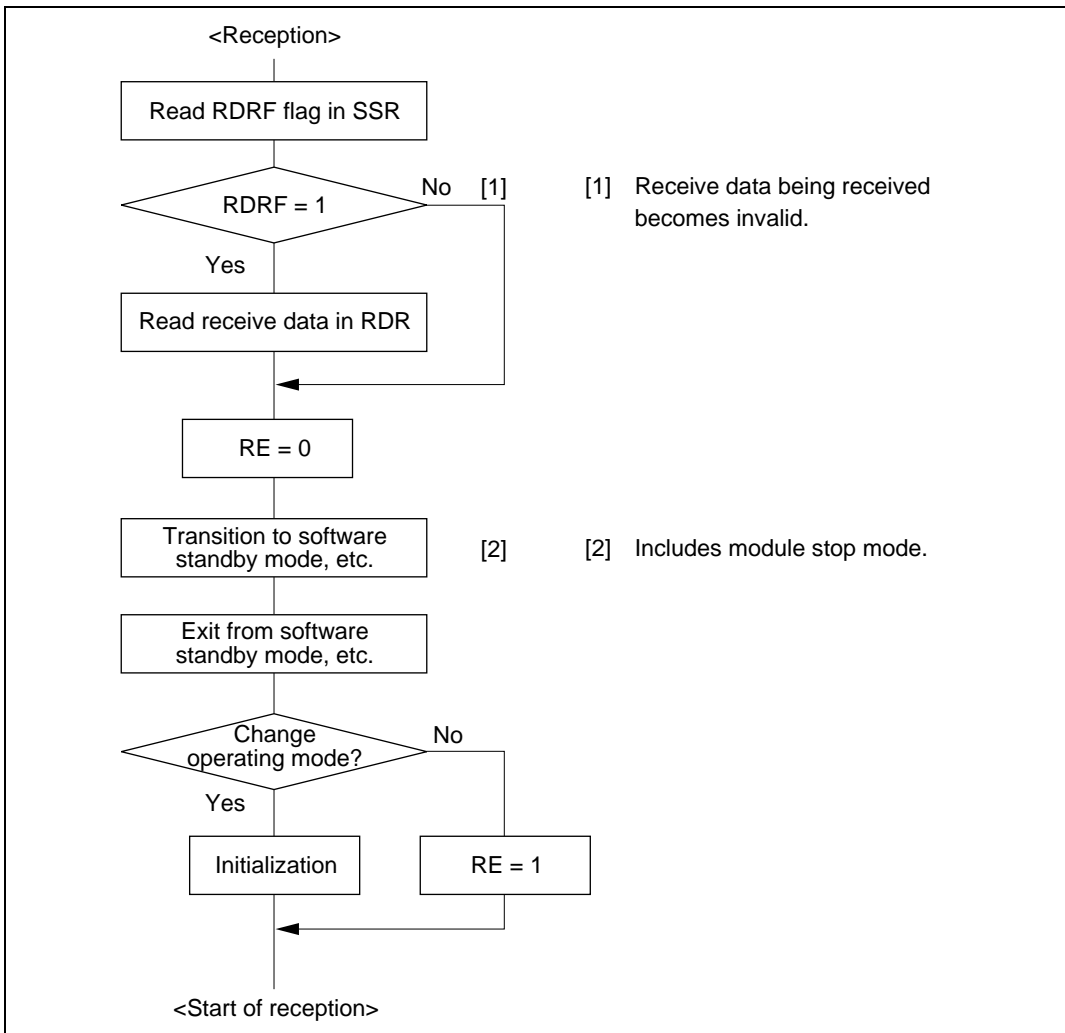 <Reception>
Read RDRF flag in SSR
RDRF = 1
No [1]
[1] Receive data being received
becomes invalid.
Yes
Read receive data in RDR
RE = 0
Transition to software
standby mode, etc.
[2]
[2] Includes module stop mode.
Exit from software
standby mode, etc.
Change
operating mode?
No
Yes
Initialization
RE = 1
<Start of reception>